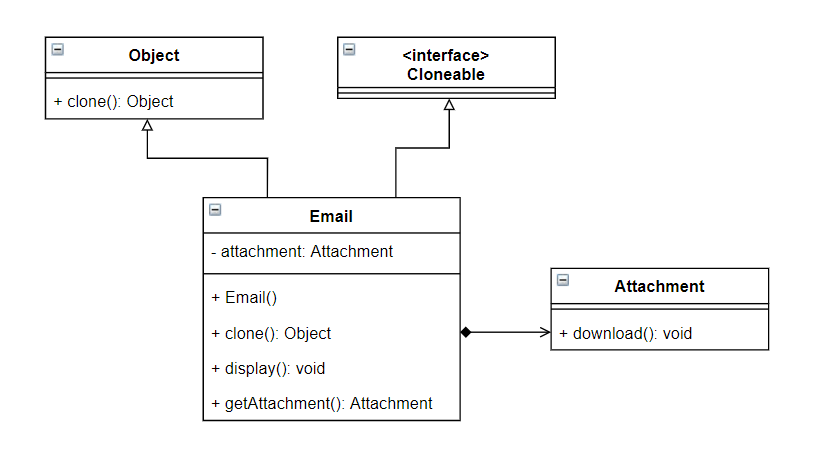 Object
+ clone(): Object
<interface>
Cloneable
Email
- attachment: Attachment
+ Email()
+ clone(): Object
+ display(): void
+ getAttachment(): Attachment
Attachment
+ download(): void